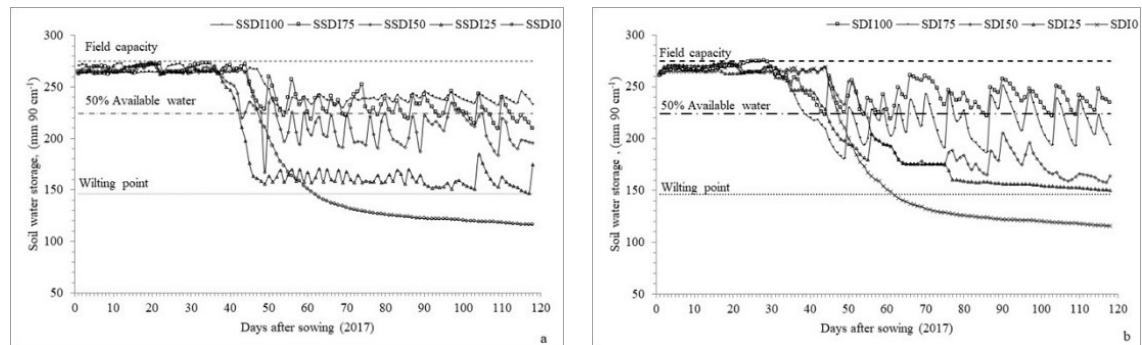 SSDI100 SSDI75 SSDI50 SSDI25 SSDI0
300
Field capacity
250
50% Available water
200
Wilting point
150
100
50
0 10 20 30 40 50 60 70 80 90 100 110 120
Soil water storage, (mm 90 cm⁻¹)
Days after sowing (2017)
a
SDI100 SDI75 SDI50 SDI25 SDI0
300
Field capacity
250
50% Available water
200
Wilting point
150
100
50
0 10 20 30 40 50 60 70 80 90 100 110 120
Soil water storage , (mm 90 cm⁻¹)
Days after sowing (2017)
b